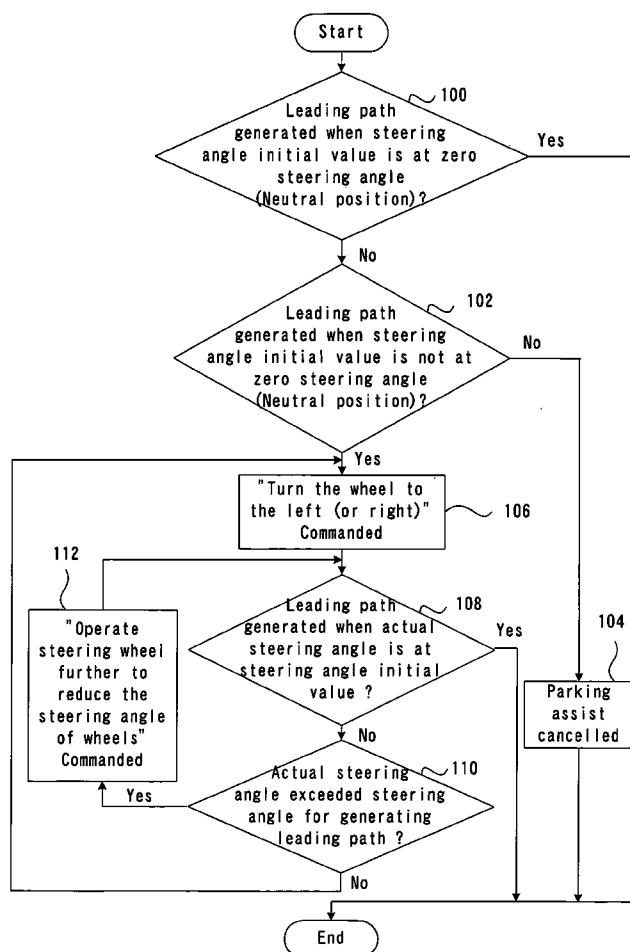 Start
100
Leading path
generated when steering
angle initial value is at zero
steering angle
(Neutral position)?
Yes
No
102
Leading path
generated when steering
angle initial value is not at
zero steering angle
(Neutral position)?
No
Yes
"Turn the wheel to
the left (or right)"
Commanded
106
112
"Operate
steering wheel
further to
reduce the
steering angle
of wheels"
Commanded
108
Leading path
generated when actual
steering angle is at
steering angle initial
value ?
Yes
104
Parking
assist
cancelled
No
110
Actual steering
angle exceeded steering
angle for generating
leading path ?
Yes
No
End